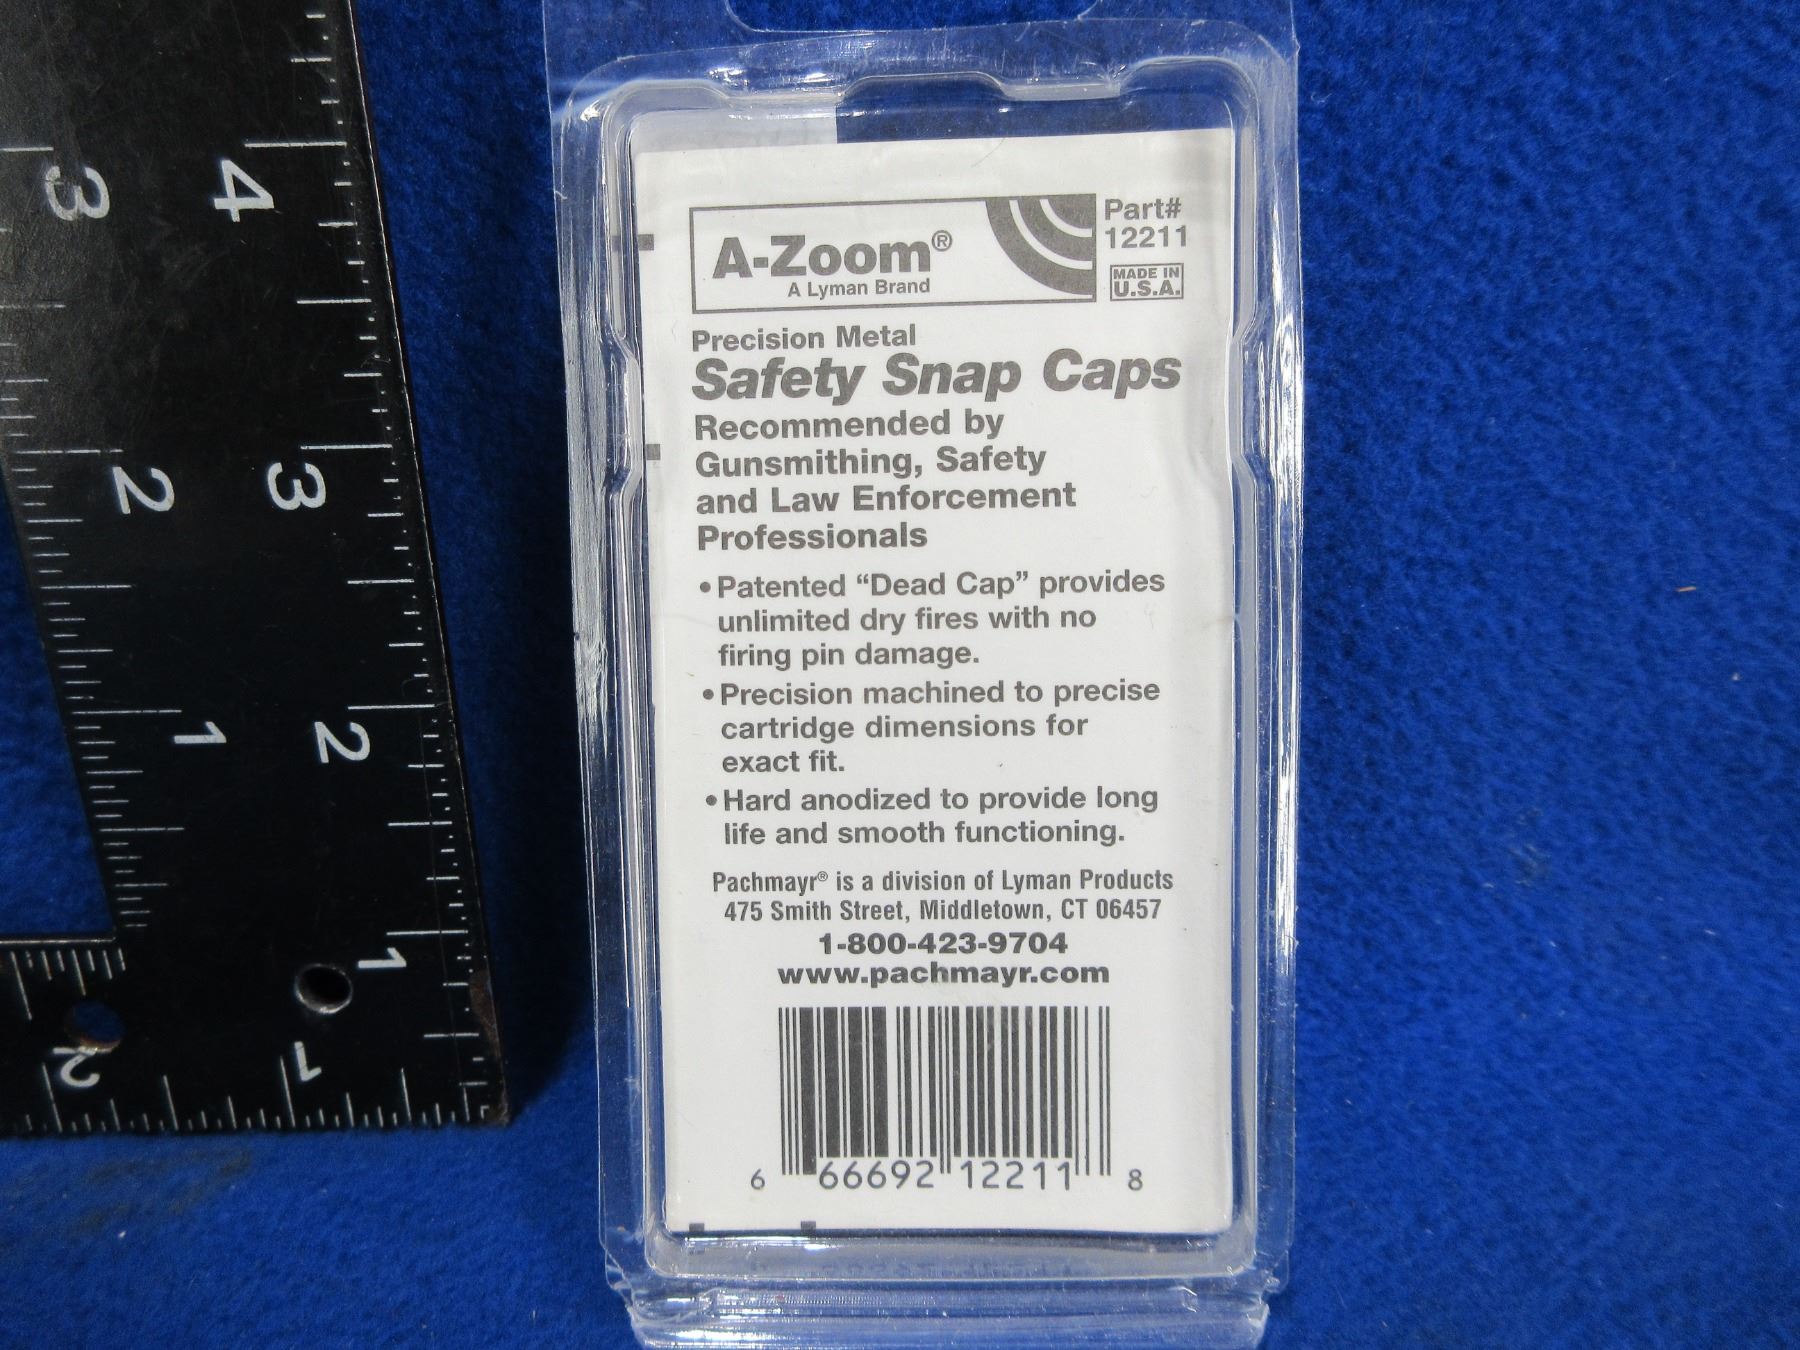 A-Zoom®
A Lyman Brand
Part#
12211
MADE IN
U.S.A.
Precision Metal
Safety Snap Caps
Recommended by
Gunsmithing, Safety
and Law Enforcement
Professionals
• Patented “Dead Cap” provides
unlimited dry fires with no
firing pin damage.
• Precision machined to precise
cartridge dimensions for
exact fit.
• Hard anodized to provide long
life and smooth functioning.
Pachmayr® is a division of Lyman Products
475 Smith Street, Middletown, CT 06457
1-800-423-9704
www.pachmayr.com
6 66692 12211 8
3 4
2 3
1 2
1
2 1